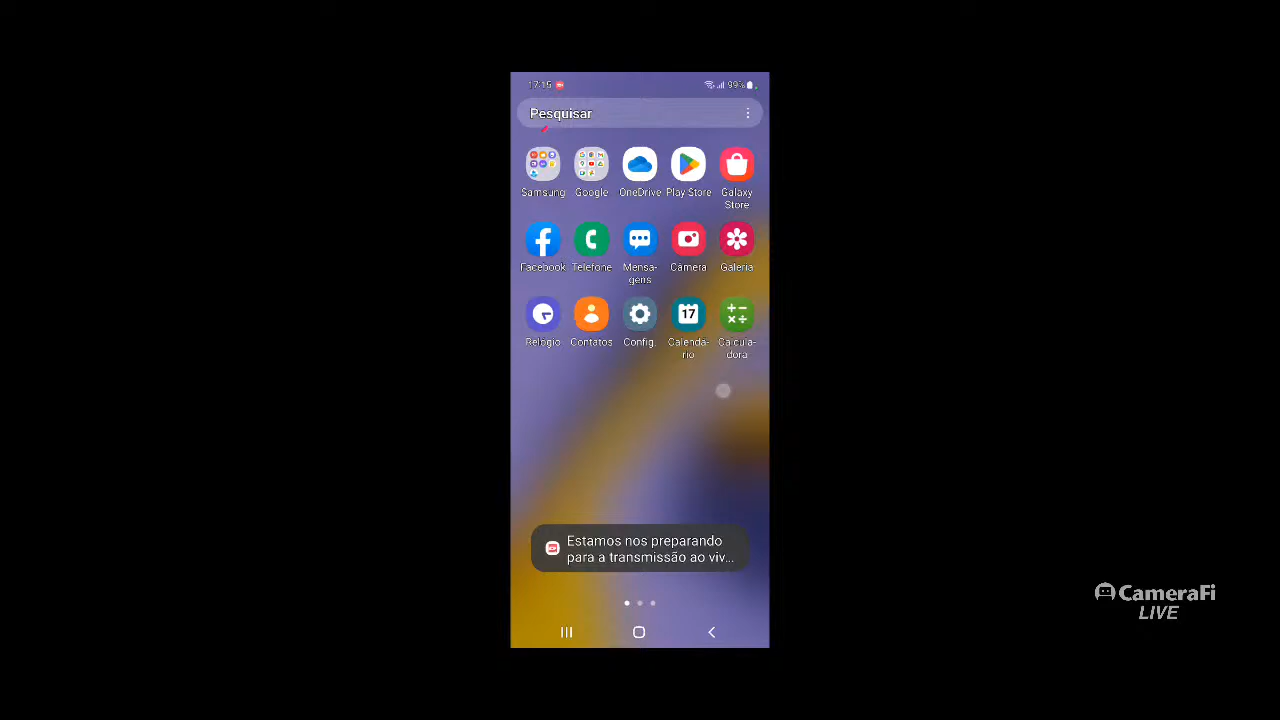 17:15
99%
Pesquisar
Samsung
Google
OneDrive
Play Store
Galaxy
Store
Facebook
Telefone
Mensa-
gens
Câmera
Galeria
Relógio
Contatos
Config.
17
Calendá-
rio
Calcula-
dora
Estamos nos preparando
para a transmissão ao viv...
CameraFi
LIVE